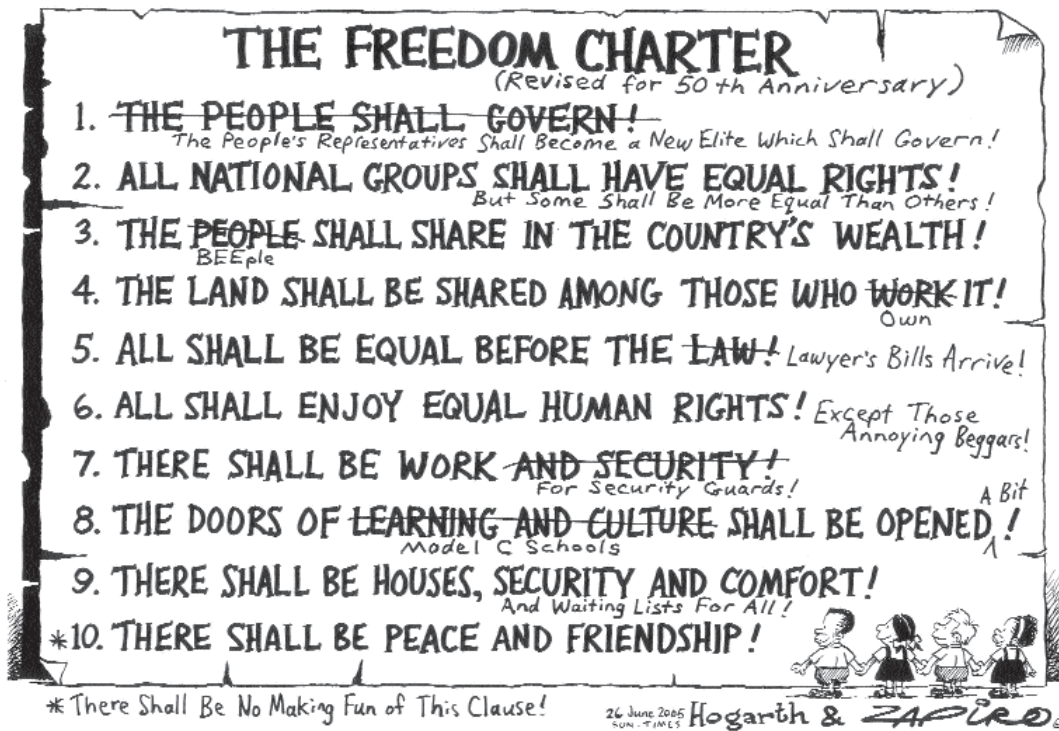 THE FREEDOM CHARTER
(Revised for 50th Anniversary)
1. THE PEOPLE SHALL GOVERN!
The People's Representatives Shall Become a New Elite Which Shall Govern!
2. ALL NATIONAL GROUPS SHALL HAVE EQUAL RIGHTS!
But Some Shall Be More Equal Than Others!
3. THE PEOPLE SHALL SHARE IN THE COUNTRY'S WEALTH!
BEEple
4. THE LAND SHALL BE SHARED AMONG THOSE WHO WORK IT!
Own
5. ALL SHALL BE EQUAL BEFORE THE LAW! Lawyer's Bills Arrive!
6. ALL SHALL ENJOY EQUAL HUMAN RIGHTS! Except Those
Annoying Beggars!
7. THERE SHALL BE WORK AND SECURITY!
For Security Guards!
A Bit
8. THE DOORS OF LEARNING AND CULTURE SHALL BE OPENED!
Model C Schools
9. THERE SHALL BE HOUSES, SECURITY AND COMFORT!
And Waiting Lists For All!
*10. THERE SHALL BE PEACE AND FRIENDSHIP!
* There Shall Be No Making Fun of This Clause!
26 June 2005
SUN-TIMES
Hogarth & ZAPIRO ©